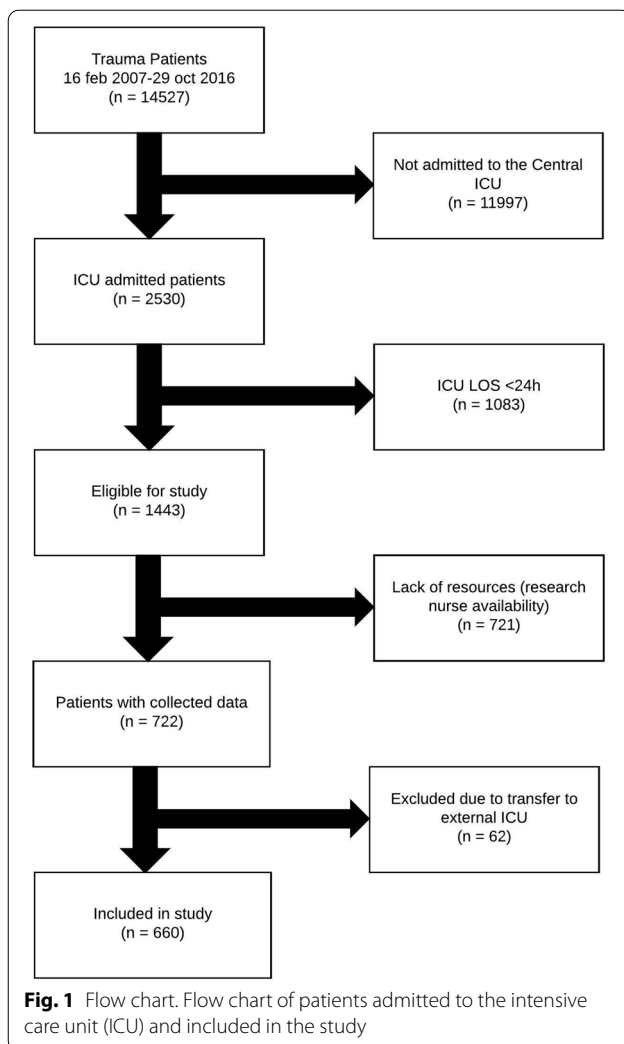 Trauma Patients
16 feb 2007-29 oct 2016
(n = 14527)
Not admitted to the Central
ICU
(n = 11997)
ICU admitted patients
(n = 2530)
ICU LOS <24h
(n = 1083)
Eligible for study
(n = 1443)
Lack of resources (research
nurse availability)
(n = 721)
Patients with collected data
(n = 722)
Excluded due to transfer to
external ICU
(n = 62)
Included in study
(n = 660)
Fig. 1 Flow chart. Flow chart of patients admitted to the intensive
care unit (ICU) and included in the study